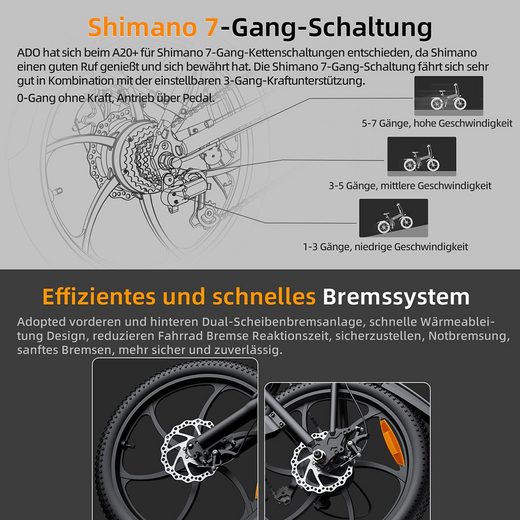 Shimano 7-Gang-Schaltung
ADO hat sich beim A20+ für Shimano 7-Gang-Kettenschaltungen entschieden, da Shimano
einen guten Ruf genießt und sich bewährt hat. Die Shimano 7-Gang-Schaltung fährt sich sehr
gut in Kombination mit der einstellbaren 3-Gang-Kraftunterstützung.
0-Gang ohne Kraft, Antrieb über Pedal.
5-7 Gänge, hohe Geschwindigkeit
3-5 Gänge, mittlere Geschwindigkeit
1-3 Gänge, niedrige Geschwindigkeit
Effizientes und schnelles Bremssystem
Adopted vorderen und hinteren Dual-Scheibenbremsanlage, schnelle Wärmeablei-
tung Design, reduzieren Fahrrad Bremse Reaktionszeit, sicherzustellen, Notbremsung,
sanftes Bremsen, mehr sicher und zuverlässig.